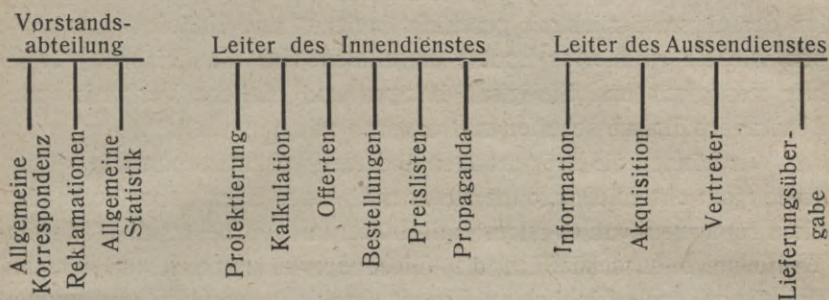 Vorstands-
abteilung
Leiter des Innendienstes
Leiter des Aussendienstes
Allgemeine
Korrespondenz
Reklamationen
Allgemeine
Statistik
Projektierung
Kalkulation
Offerten
Bestellungen
Preislisten
Propaganda
Information
Akquisition
Vertreter
Lieferungsüber-
gabe